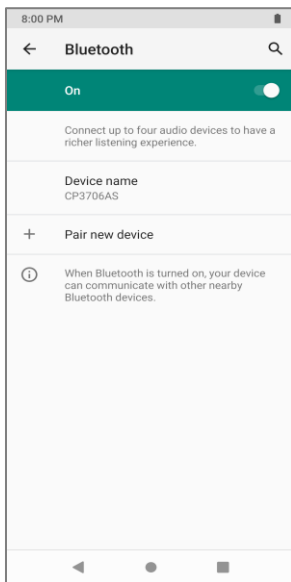 8:00 PM
Bluetooth
On
Connect up to four audio devices to have a
richer listening experience.
Device name
CP3706AS
Pair new device
When Bluetooth is turned on, your device
can communicate with other nearby
Bluetooth devices.